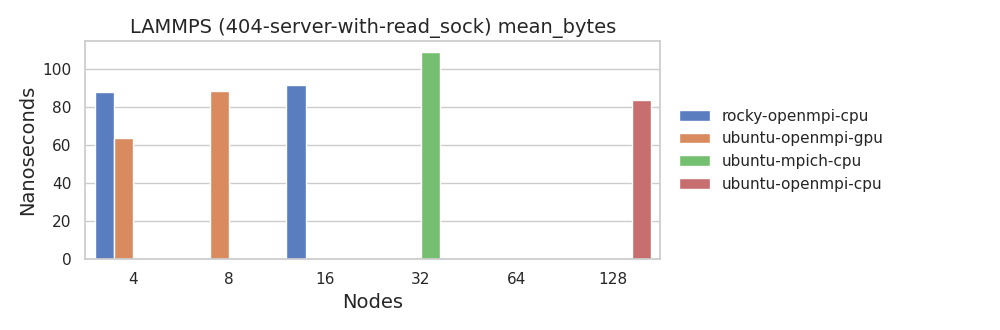 LAMMPS (404-server-with-read_sock) mean_bytes
Nanoseconds
100
80
60
40
20
0
4 8 16 32 64 128
Nodes
rocky-openmpi-cpu
ubuntu-openmpi-gpu
ubuntu-mpich-cpu
ubuntu-openmpi-cpu